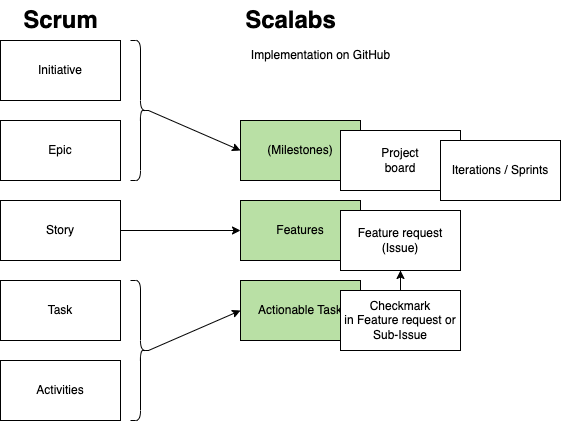 Scrum
Scalabs
Implementation on GitHub
Initiative
Epic
(Milestones)
Project
board
Iterations / Sprints
Story
Features
Feature request
(Issue)
Task
Actionable Task
Checkmark
in Feature request or
Sub-Issue
Activities